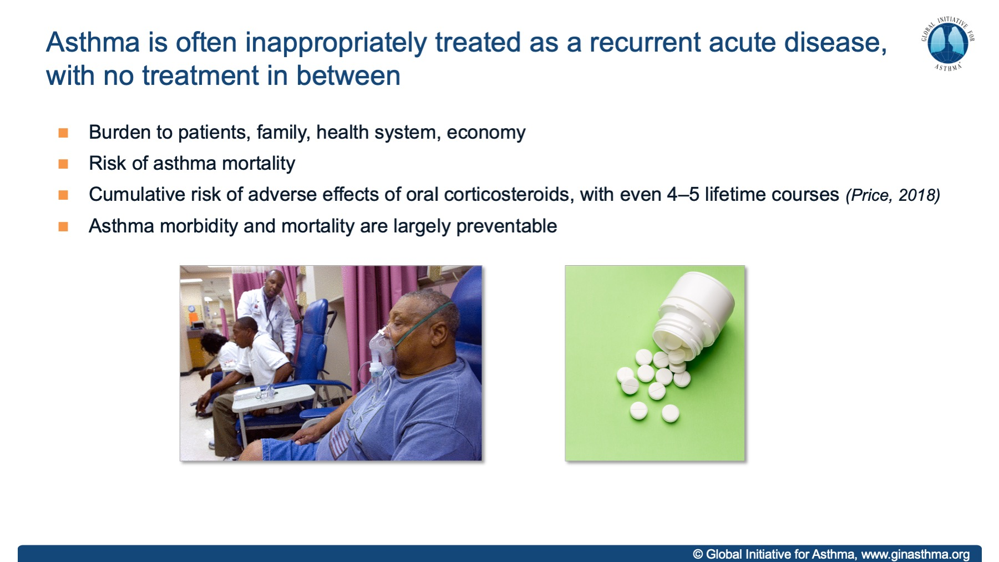 Asthma is often inappropriately treated as a recurrent acute disease,
with no treatment in between
GLOBAL INITIATIVE FOR
ASTHMA
■ Burden to patients, family, health system, economy
■ Risk of asthma mortality
■ Cumulative risk of adverse effects of oral corticosteroids, with even 4–5 lifetime courses (Price, 2018)
■ Asthma morbidity and mortality are largely preventable
© Global Initiative for Asthma, www.ginasthma.org